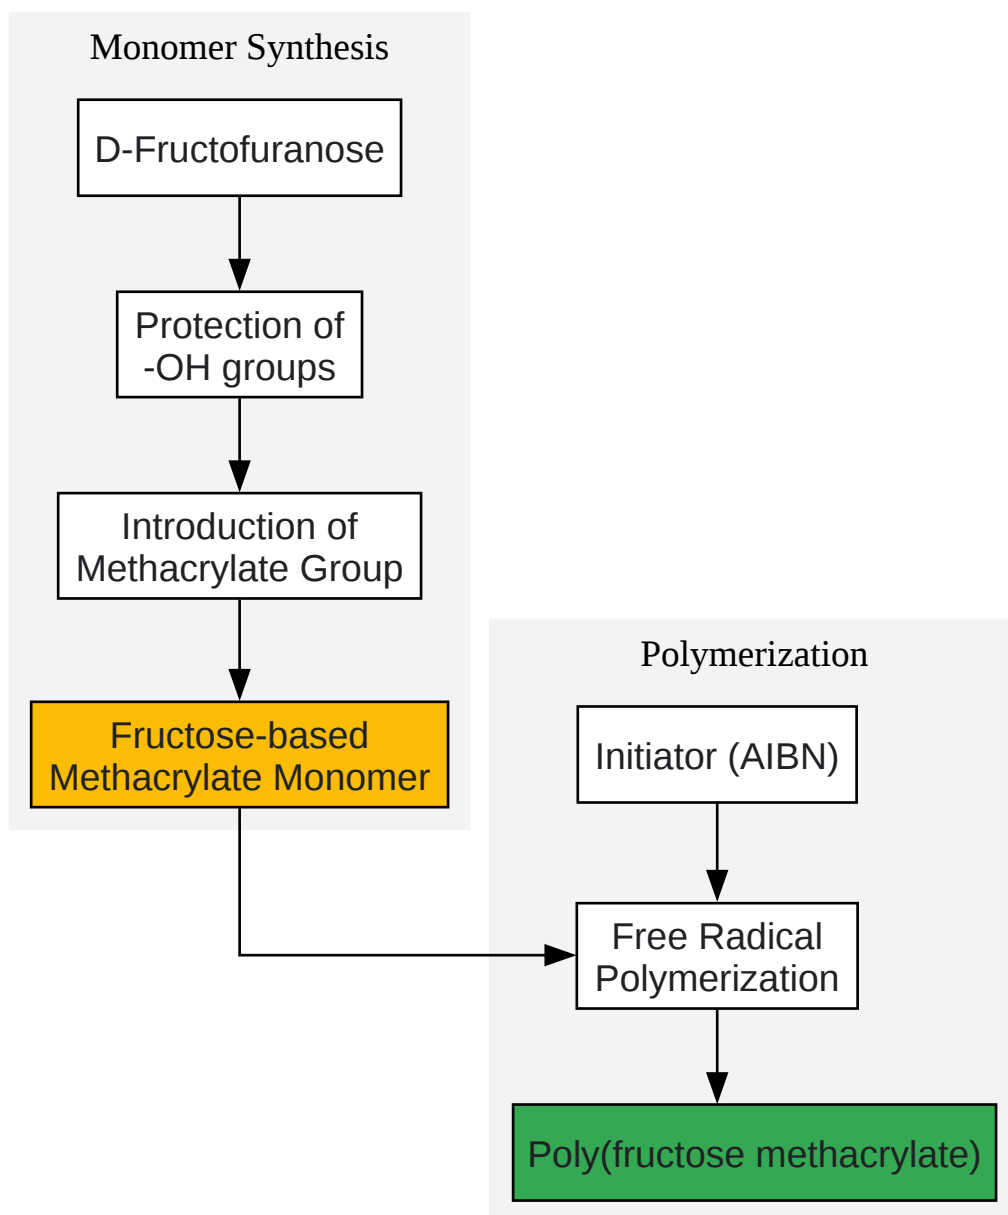 Monomer Synthesis
D-Fructofuranose
Protection of
-OH groups
Introduction of
Methacrylate Group
Fructose-based
Methacrylate Monomer
Polymerization
Initiator (AIBN)
Free Radical
Polymerization
Poly(fructose methacrylate)